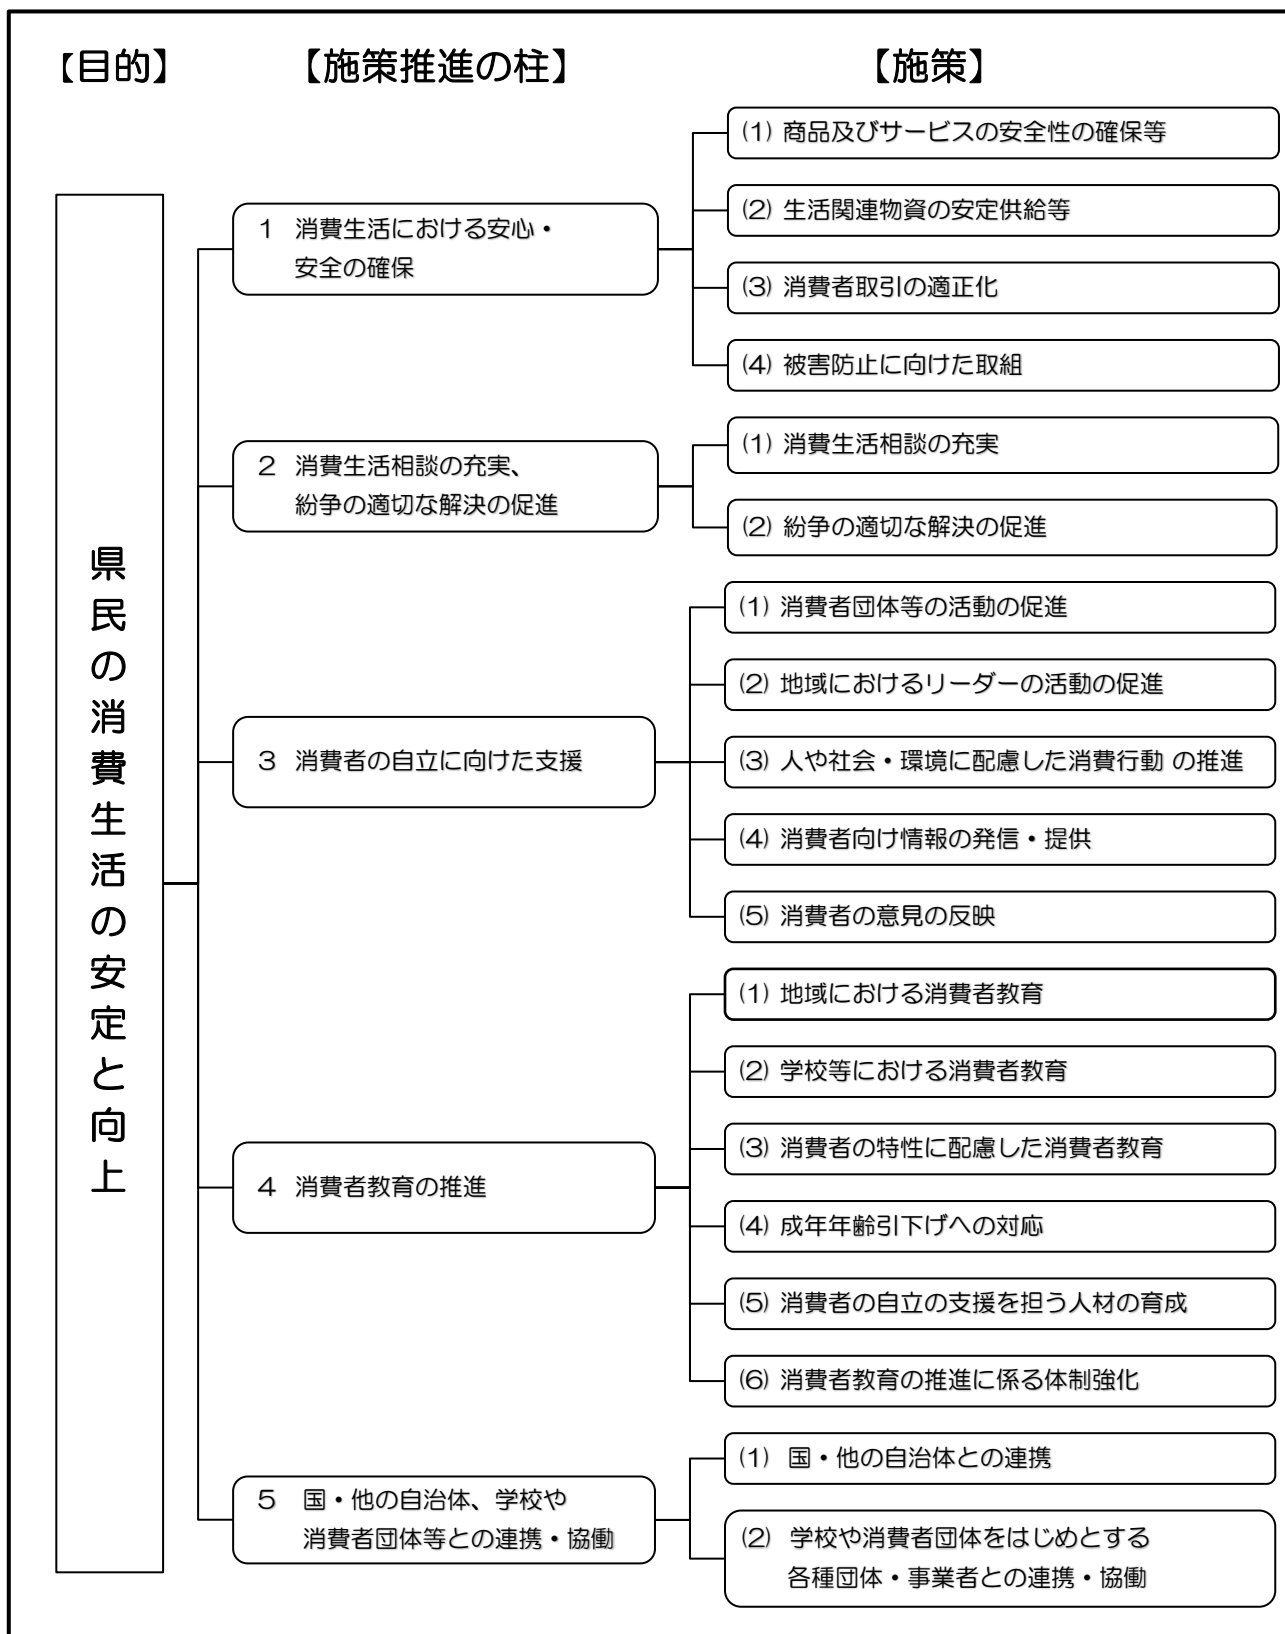 【目的】 【施策推進の柱】 【施策】
県民の消費生活の安定と向上
1 消費生活における安心・
安全の確保
(1) 商品及びサービスの安全性の確保等
(2) 生活関連物資の安定供給等
(3) 消費者取引の適正化
(4) 被害防止に向けた取組
2 消費生活相談の充実、
紛争の適切な解決の促進
(1) 消費生活相談の充実
(2) 紛争の適切な解決の促進
3 消費者の自立に向けた支援
(1) 消費者団体等の活動の促進
(2) 地域におけるリーダーの活動の促進
(3) 人や社会・環境に配慮した消費行動 の推進
(4) 消費者向け情報の発信・提供
(5) 消費者の意見の反映
4 消費者教育の推進
(1) 地域における消費者教育
(2) 学校等における消費者教育
(3) 消費者の特性に配慮した消費者教育
(4) 成年年齢引下げへの対応
(5) 消費者の自立の支援を担う人材の育成
(6) 消費者教育の推進に係る体制強化
5 国・他の自治体、学校や
消費者団体等との連携・協働
(1) 国・他の自治体との連携
(2) 学校や消費者団体をはじめとする
各種団体・事業者との連携・協働